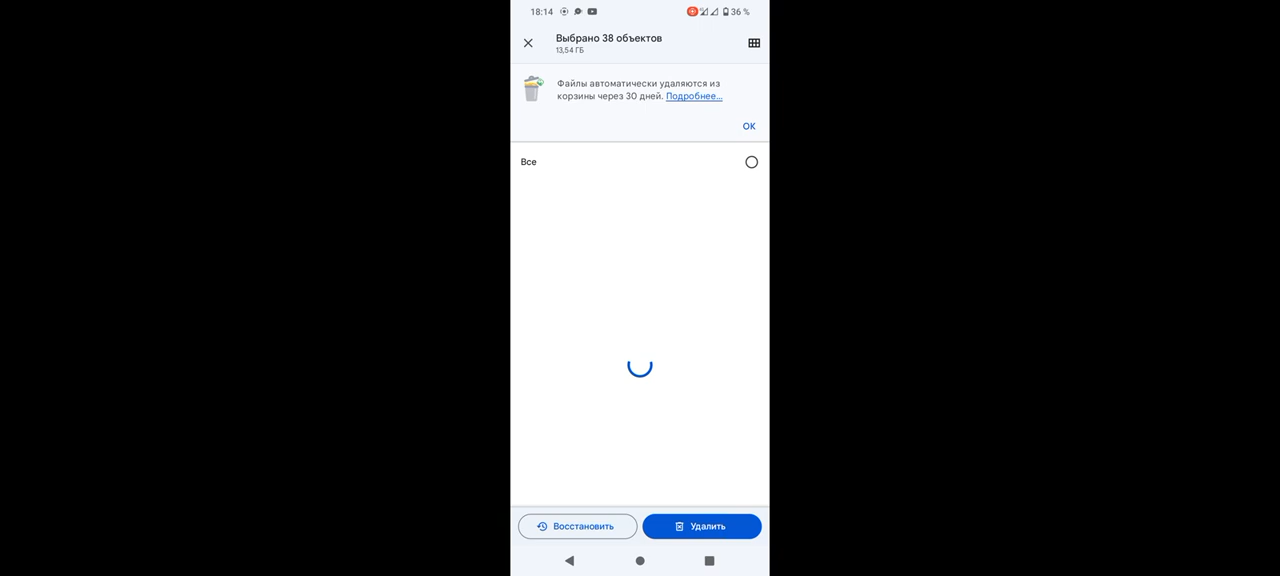 18:14
36 %
Выбрано 38 объектов
13,54 ГБ
Файлы автоматически удаляются из
корзины через 30 дней. Подробнее...
ОК
Все
Восстановить
Удалить